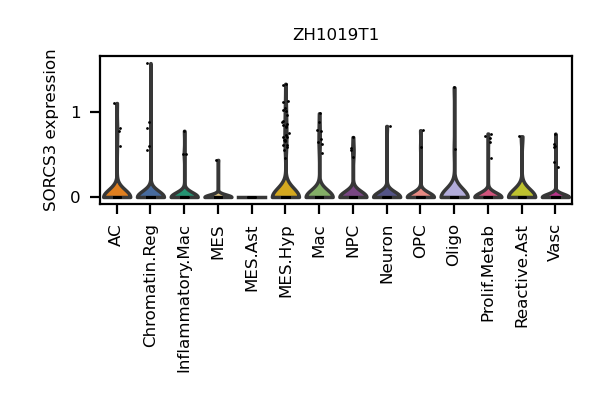 ZH1019T1
SORCS3 expression
1
0
AC
Chromatin.Reg
Inflammatory.Mac
MES
MES.Ast
MES.Hyp
Mac
NPC
Neuron
OPC
Oligo
Prolif.Metab
Reactive.Ast
Vasc